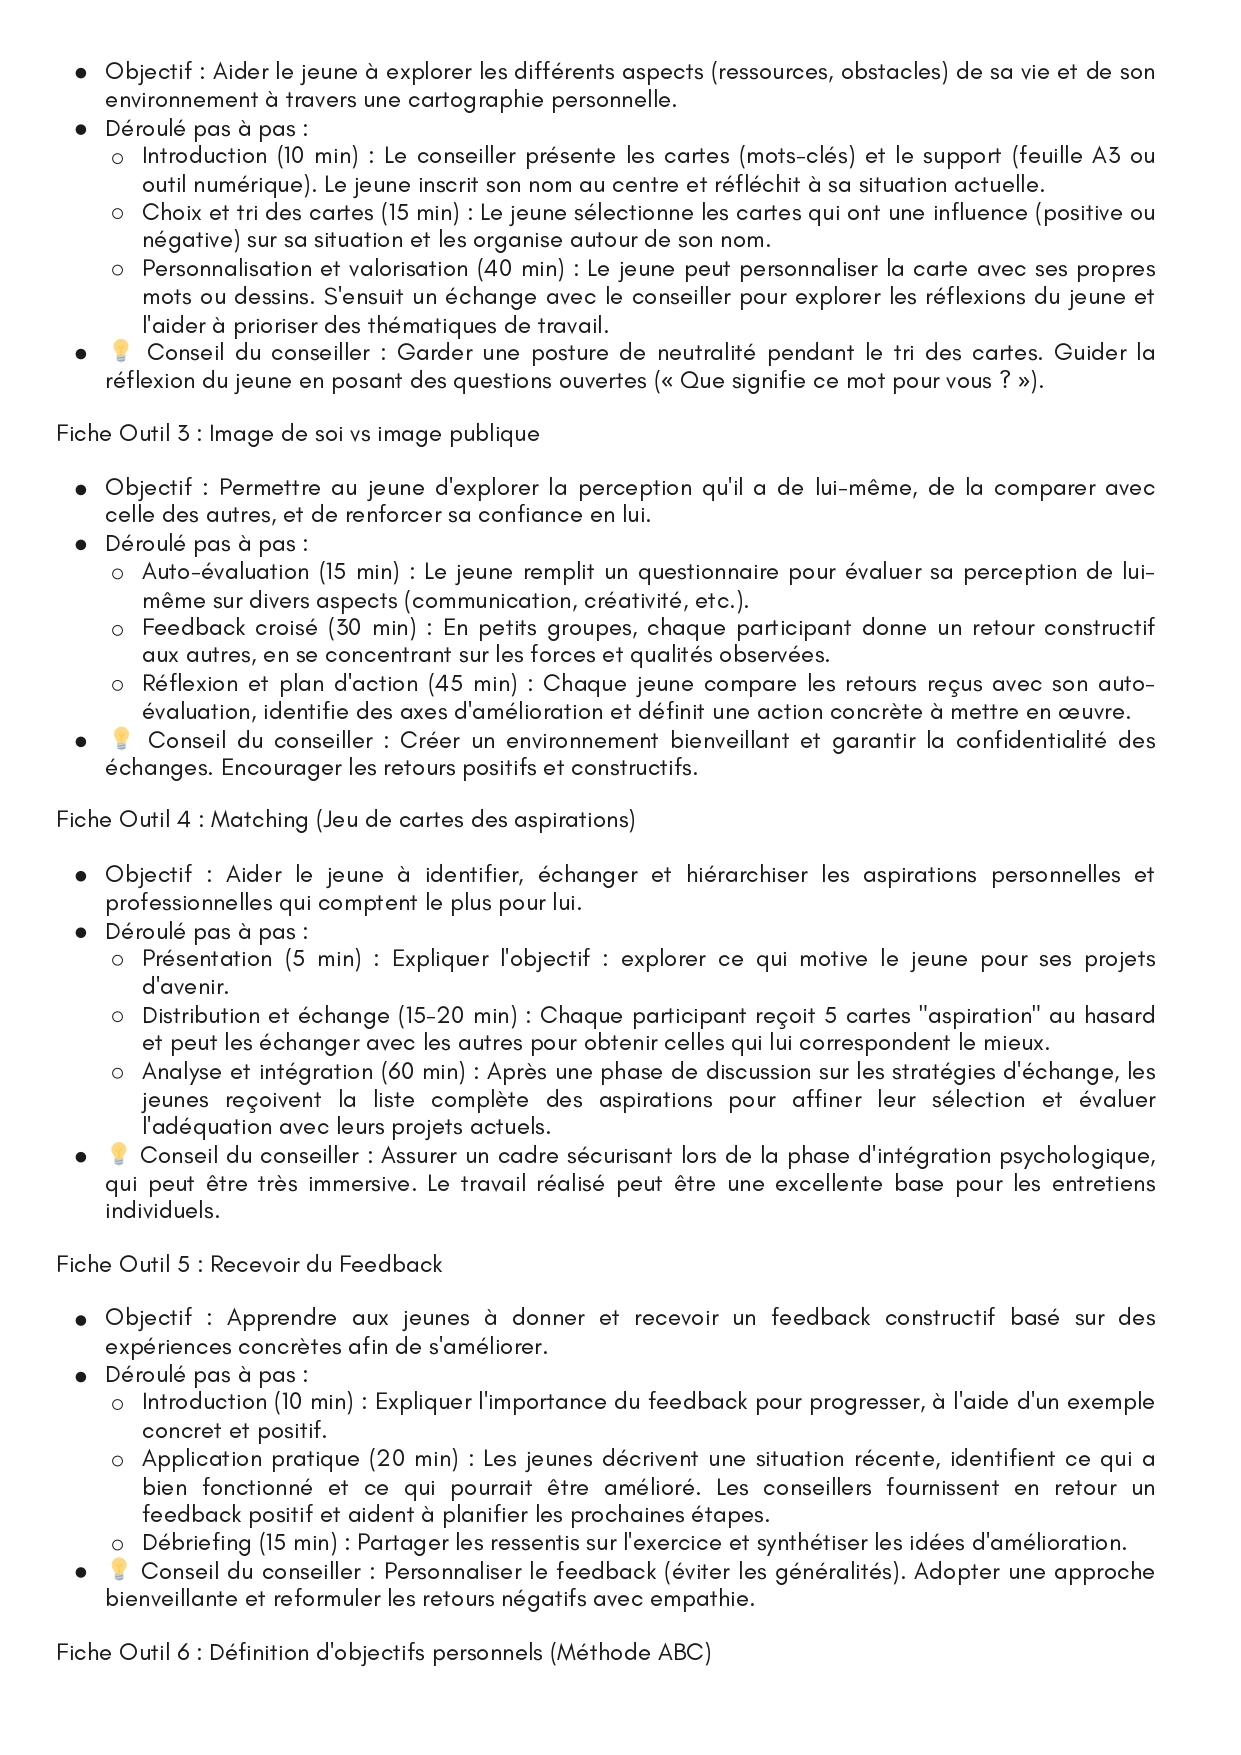 ● Objectif : Aider le jeune à explorer les différents aspects (ressources, obstacles) de sa vie et de son
environnement à travers une cartographie personnelle.
● Déroulé pas à pas :
○ Introduction (10 min) : Le conseiller présente les cartes (mots-clés) et le support (feuille A3 ou
outil numérique). Le jeune inscrit son nom au centre et réfléchit à sa situation actuelle.
○ Choix et tri des cartes (15 min) : Le jeune sélectionne les cartes qui ont une influence (positive ou
négative) sur sa situation et les organise autour de son nom.
○ Personnalisation et valorisation (40 min) : Le jeune peut personnaliser la carte avec ses propres
mots ou dessins. S'ensuit un échange avec le conseiller pour explorer les réflexions du jeune et
l'aider à prioriser des thématiques de travail.
● 💡 Conseil du conseiller : Garder une posture de neutralité pendant le tri des cartes. Guider la
réflexion du jeune en posant des questions ouvertes (« Que signifie ce mot pour vous ? »).
Fiche Outil 3 : Image de soi vs image publique
● Objectif : Permettre au jeune d'explorer la perception qu'il a de lui-même, de la comparer avec
celle des autres, et de renforcer sa confiance en lui.
● Déroulé pas à pas :
○ Auto-évaluation (15 min) : Le jeune remplit un questionnaire pour évaluer sa perception de lui-
même sur divers aspects (communication, créativité, etc.).
○ Feedback croisé (30 min) : En petits groupes, chaque participant donne un retour constructif
aux autres, en se concentrant sur les forces et qualités observées.
○ Réflexion et plan d'action (45 min) : Chaque jeune compare les retours reçus avec son auto-
évaluation, identifie des axes d'amélioration et définit une action concrète à mettre en œuvre.
● 💡 Conseil du conseiller : Créer un environnement bienveillant et garantir la confidentialité des
échanges. Encourager les retours positifs et constructifs.
Fiche Outil 4 : Matching (Jeu de cartes des aspirations)
● Objectif : Aider le jeune à identifier, échanger et hiérarchiser les aspirations personnelles et
professionnelles qui comptent le plus pour lui.
● Déroulé pas à pas :
○ Présentation (5 min) : Expliquer l'objectif : explorer ce qui motive le jeune pour ses projets
d'avenir.
○ Distribution et échange (15-20 min) : Chaque participant reçoit 5 cartes "aspiration" au hasard
et peut les échanger avec les autres pour obtenir celles qui lui correspondent le mieux.
○ Analyse et intégration (60 min) : Après une phase de discussion sur les stratégies d'échange, les
jeunes reçoivent la liste complète des aspirations pour affiner leur sélection et évaluer
l'adéquation avec leurs projets actuels.
● 💡 Conseil du conseiller : Assurer un cadre sécurisant lors de la phase d'intégration psychologique,
qui peut être très immersive. Le travail réalisé peut être une excellente base pour les entretiens
individuels.
Fiche Outil 5 : Recevoir du Feedback
● Objectif : Apprendre aux jeunes à donner et recevoir un feedback constructif basé sur des
expériences concrètes afin de s'améliorer.
● Déroulé pas à pas :
○ Introduction (10 min) : Expliquer l'importance du feedback pour progresser, à l'aide d'un exemple
concret et positif.
○ Application pratique (20 min) : Les jeunes décrivent une situation récente, identifient ce qui a
bien fonctionné et ce qui pourrait être amélioré. Les conseillers fournissent en retour un
feedback positif et aident à planifier les prochaines étapes.
○ Débriefing (15 min) : Partager les ressentis sur l'exercice et synthétiser les idées d'amélioration.
● 💡 Conseil du conseiller : Personnaliser le feedback (éviter les généralités). Adopter une approche
bienveillante et reformuler les retours négatifs avec empathie.
Fiche Outil 6 : Définition d'objectifs personnels (Méthode ABC)